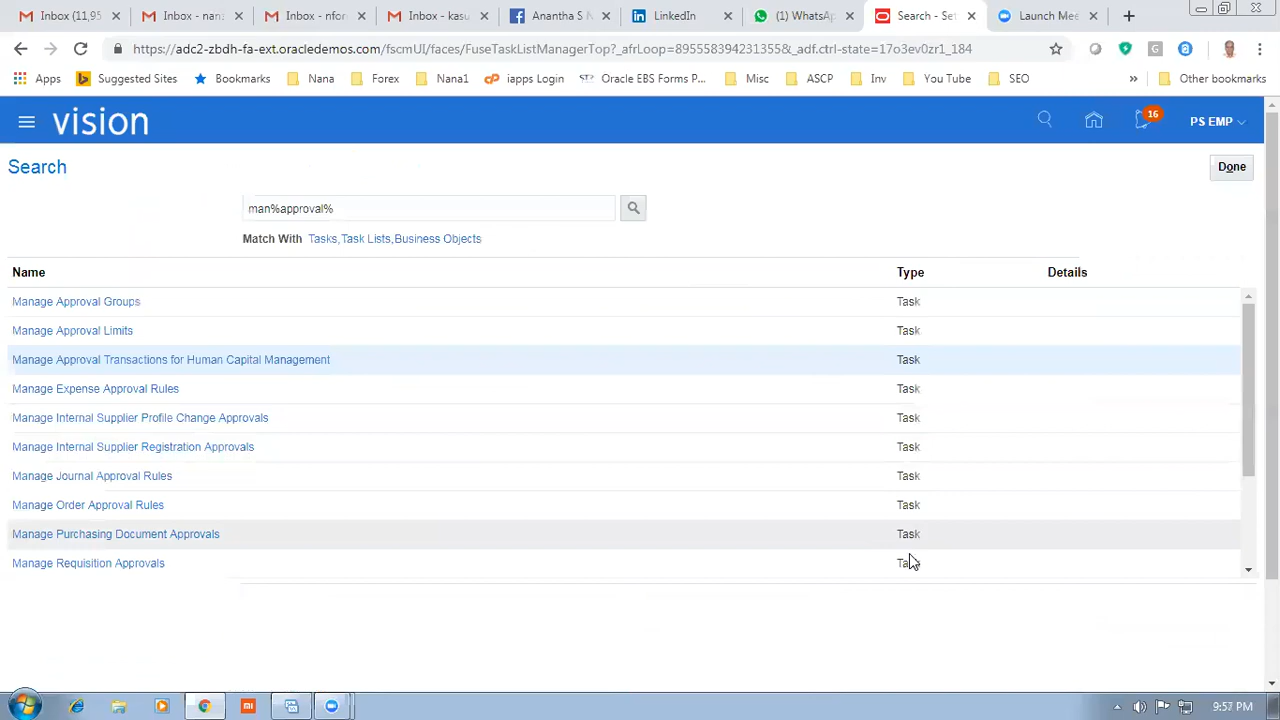 Inbox (11,95
Inbox - nan
Inbox - nfor
Inbox - kasu
Anantha S N
LinkedIn
(1) WhatsAp
Search - Set
Launch Mee
https://adc2-zbdh-fa-ext.oracledemos.com/fscmUI/faces/FuseTaskListManagerTop?_afrLoop=89555839423135​5&_adf.ctrl-state=17o3ev0zr1_184
Apps
Suggested Sites
Bookmarks
Nana
Forex
Nana1
iapps Login
Oracle EBS Forms P...
Misc
ASCP
Inv
You Tube
SEO
Other bookmarks
vision
16
PS EMP
Search
Done
man%approval%
Match With Tasks,Task Lists,Business Objects
Name Type Details
Manage Approval Groups Task
Manage Approval Limits Task
Manage Approval Transactions for Human Capital Management Task
Manage Expense Approval Rules Task
Manage Internal Supplier Profile Change Approvals Task
Manage Internal Supplier Registration Approvals Task
Manage Journal Approval Rules Task
Manage Order Approval Rules Task
Manage Purchasing Document Approvals Task
Manage Requisition Approvals Task
9:57 PM